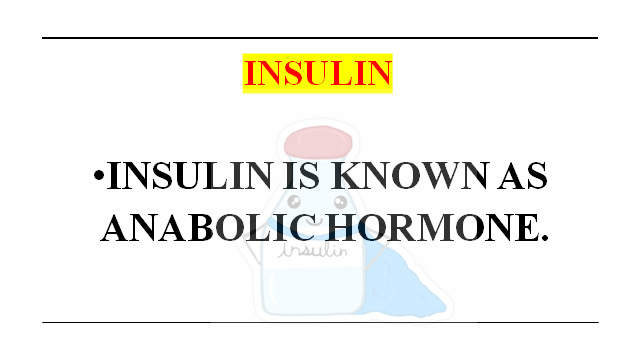 INSULIN
•INSULIN IS KNOWN AS
ANABOLIC HORMONE.
insulin